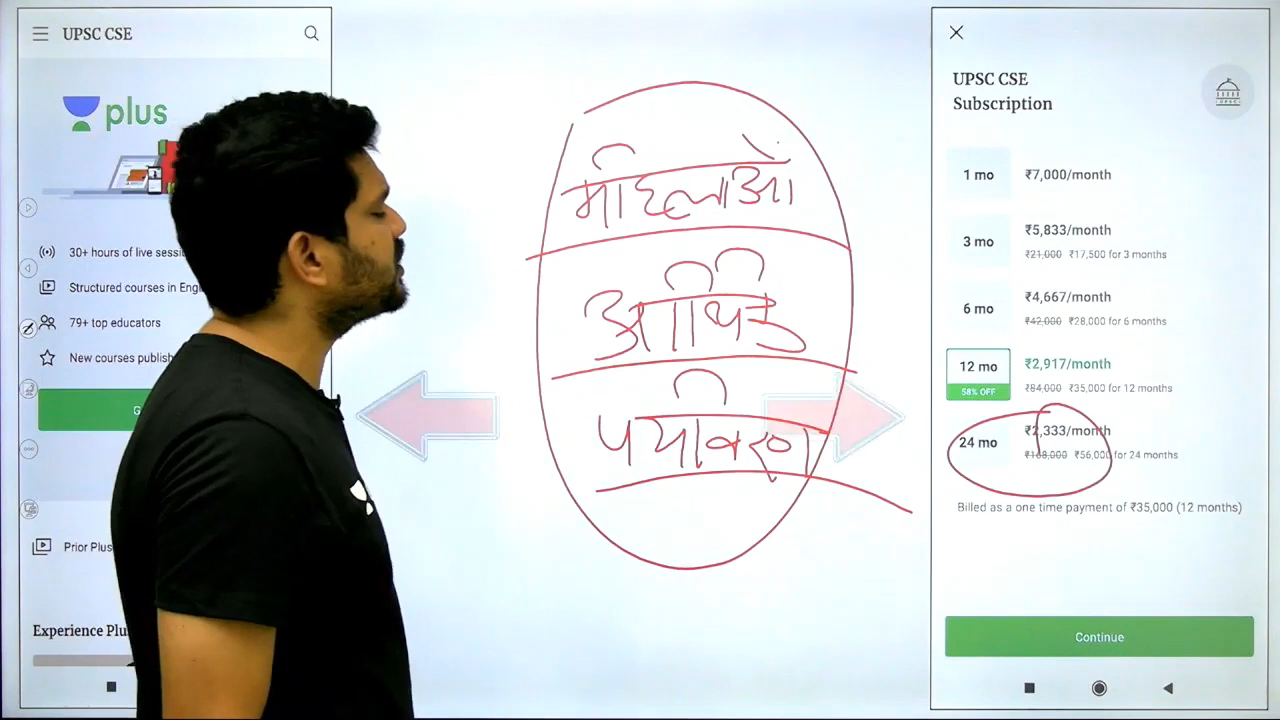 UPSC CSE
plus
30+ hours of live sessi
Structured courses in Eng
79+ top educators
New courses publish
G
Prior Plus
Experience Plu
महिलाओं
आर्थिक
पर्यावरण
UPSC CSE
Subscription
UPSC
1 mo ₹7,000/month
3 mo ₹5,833/month
₹21,000 ₹17,500 for 3 months
6 mo ₹4,667/month
₹42,000 ₹28,000 for 6 months
12 mo ₹2,917/month
58% OFF ₹84,000 ₹35,000 for 12 months
24 mo ₹2,333/month
₹168,000 ₹56,000 for 24 months
Billed as a one time payment of ₹35,000 (12 months)
Continue